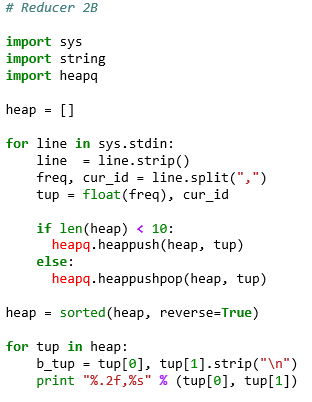 # Reducer 2B
import sys
import string
import heapq
heap = []
for line in sys.stdin:
    line  = line.strip()
    freq, cur_id = line.split(",")
    tup = float(freq), cur_id
    if len(heap) < 10:
        heapq.heappush(heap, tup)
    else:
        heapq.heappushpop(heap, tup)
heap = sorted(heap, reverse=True)
for tup in heap:
    b_tup = tup[0], tup[1].strip("\n")
    print "%.2f,%s" % (tup[0], tup[1])